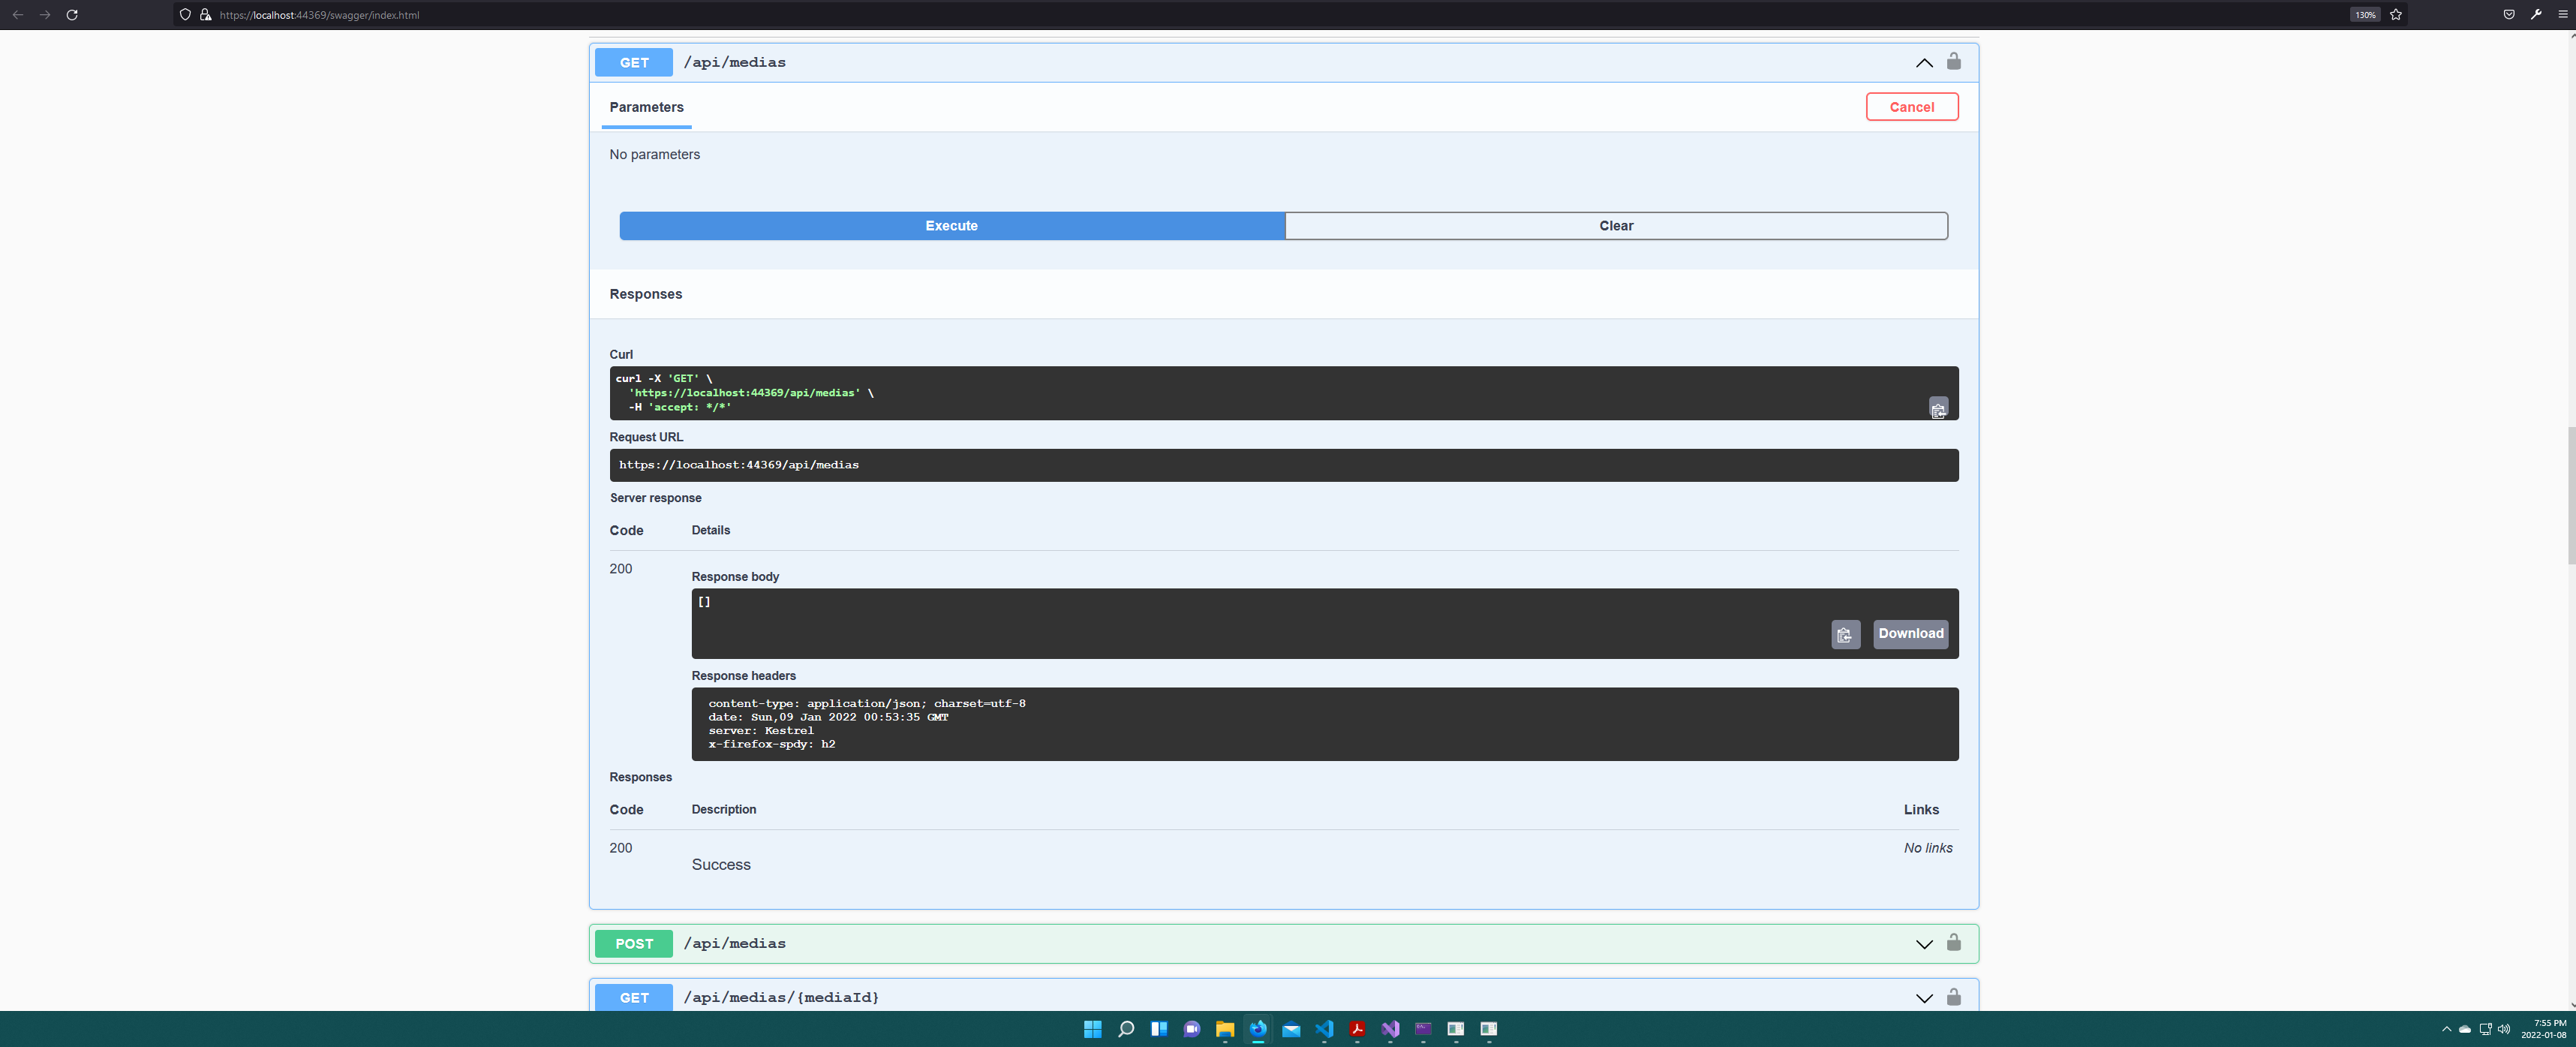 https://localhost:44369/swagger/index.html
130%
GET /api/medias
Parameters
Cancel
No parameters
Execute
Clear
Responses
Curl
curl -X 'GET' \
'https://localhost:44369/api/medias' \
-H 'accept: */*'
Request URL
https://localhost:44369/api/medias
Server response
Code Details
200
Response body
[]
Download
Response headers
content-type: application/json; charset=utf-8
date: Sun,09 Jan 2022 00:53:35 GMT
server: Kestrel
x-firefox-spdy: h2
Responses
Code Description Links
200 No links
Success
POST /api/medias
GET /api/medias/{mediaId}
7:55 PM
2022-01-08